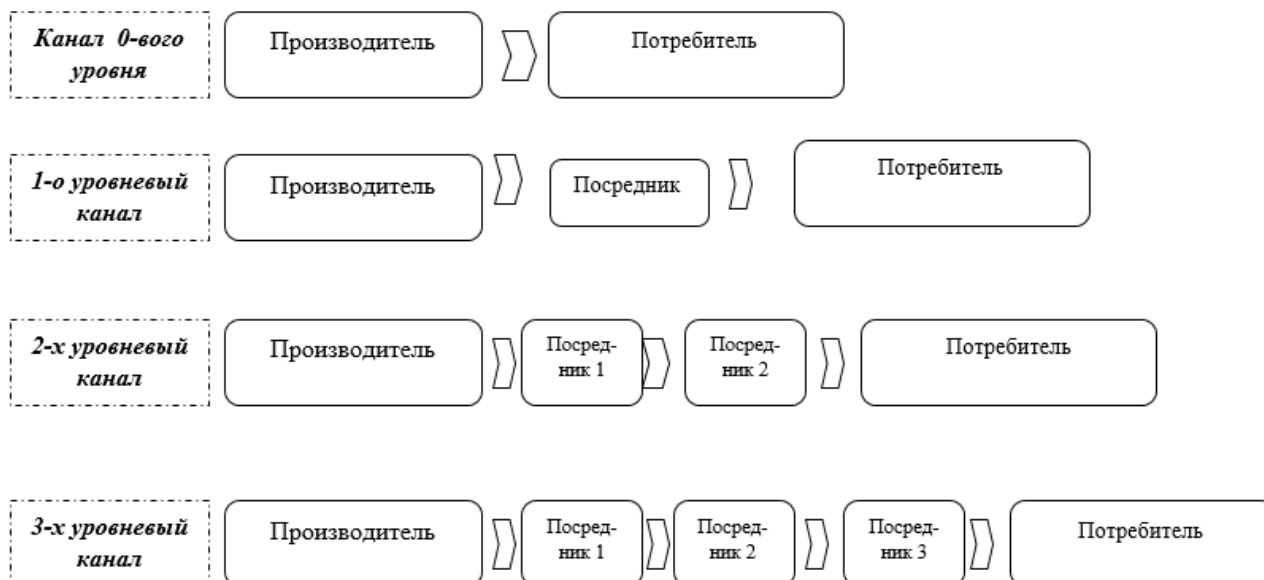 Канал 0-вого
уровня
Производитель
Потребитель
1-о уровневый
канал
Производитель
Посредник
Потребитель
2-х уровневый
канал
Производитель
Посред-
ник 1
Посред-
ник 2
Потребитель
3-х уровневый
канал
Производитель
Посред-
ник 1
Посред-
ник 2
Посред-
ник 3
Потребитель